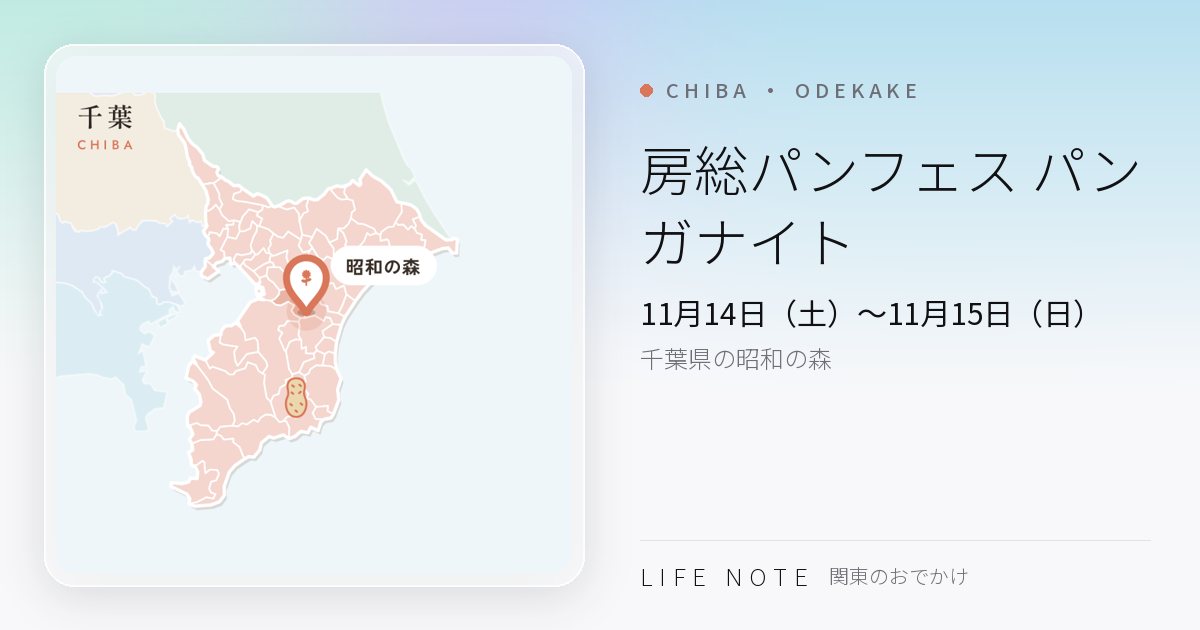 千葉
CHIBA
昭和の森
CHIBA • ODEKAKE
房総パンフェス パン
ガナイト
11月14日（土）〜11月15日（日）
千葉県の昭和の森
LIFE NOTE 関東のおでかけ